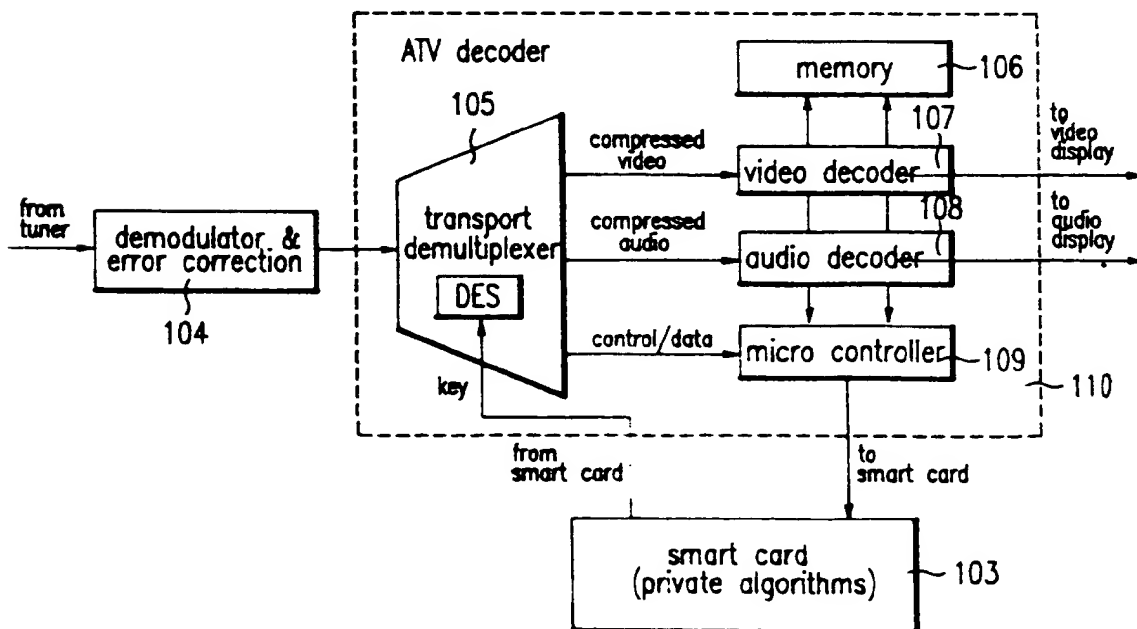 ATV decoder
memory
106
105
107
to
video
display
compressed
video
video decoder
from
tuner
demodulator &
error correction
104
transport
demultiplexer
DES
compressed
audio
108
audio decoder
to
audio
display
control/data
micro controller
109
110
key
from
smart card
to
smart card
smart card
(private algorithms)
103